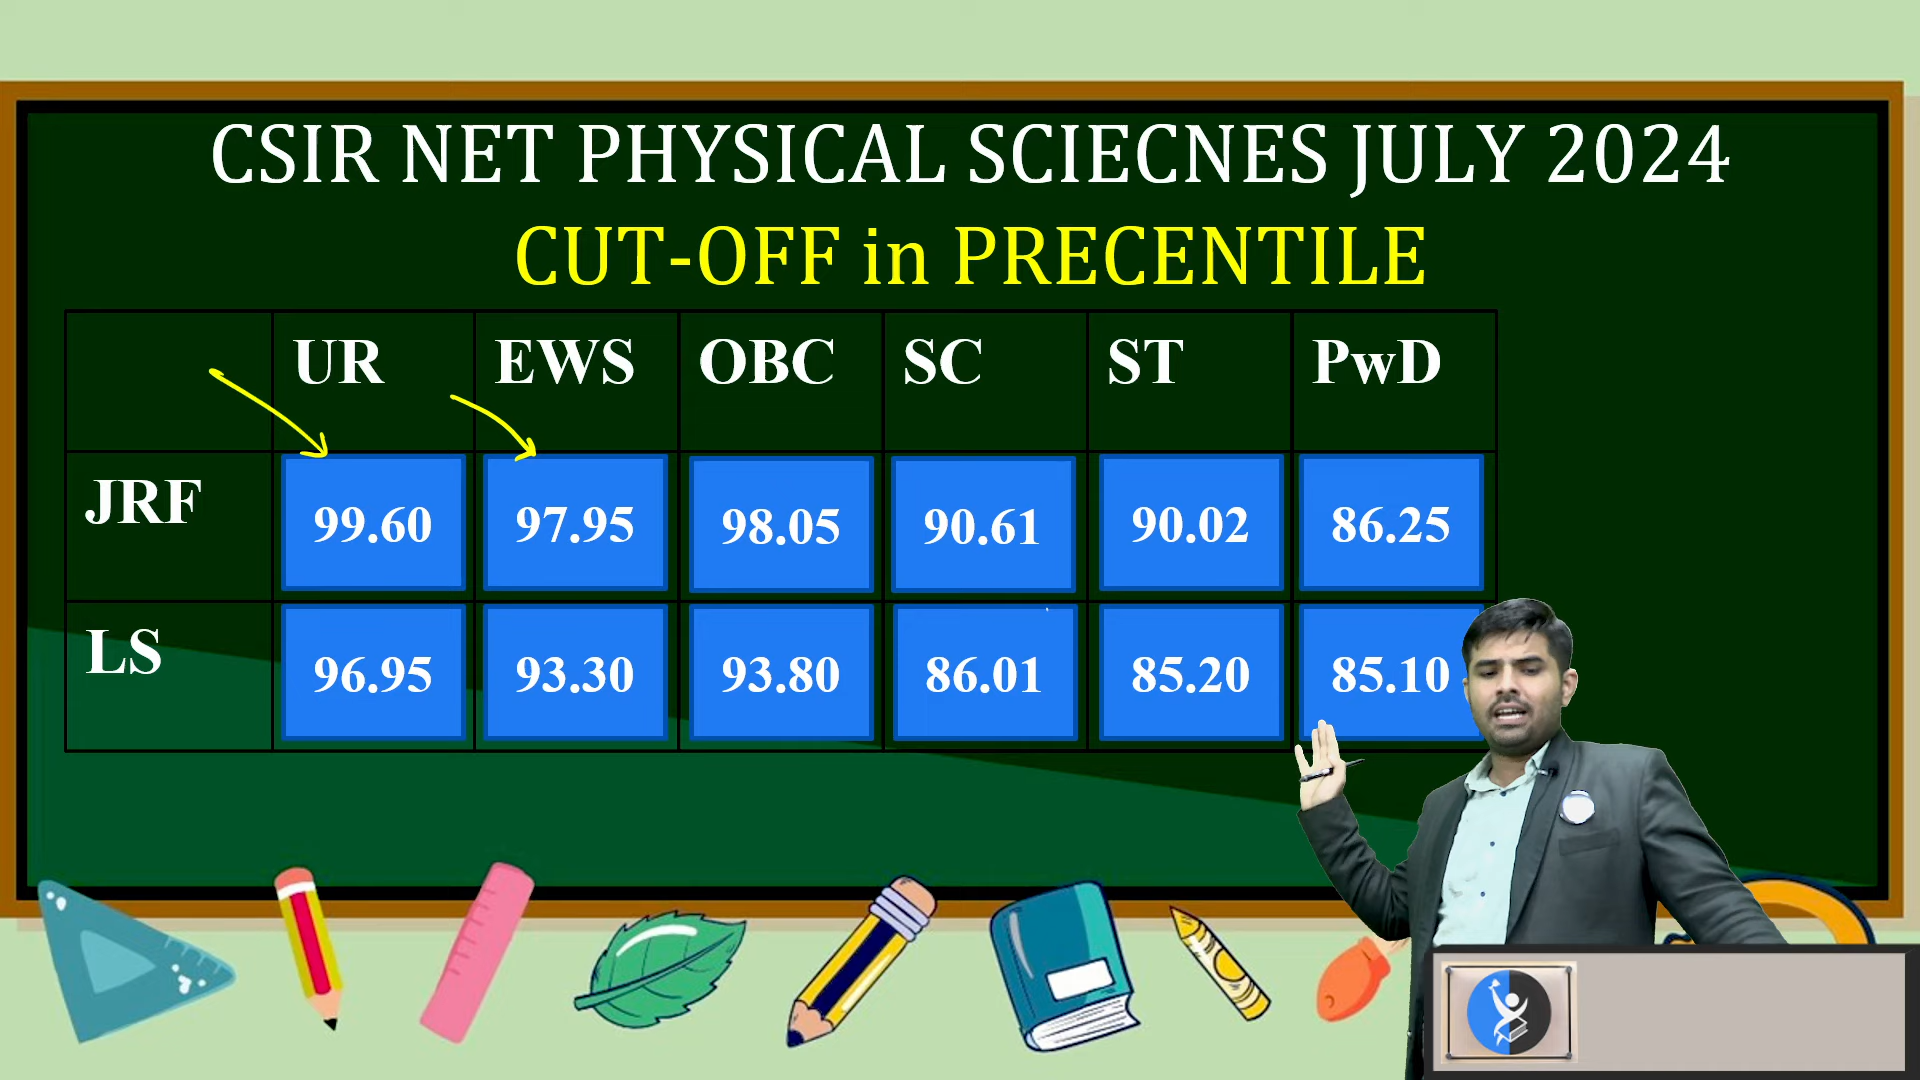 CSIR NET PHYSICAL SCIECNES JULY 2024
CUT-OFF in PRECENTILE
UR EWS OBC SC ST PwD
JRF 99.60 97.95 98.05 90.61 90.02 86.25
LS 96.95 93.30 93.80 86.01 85.20 85.10